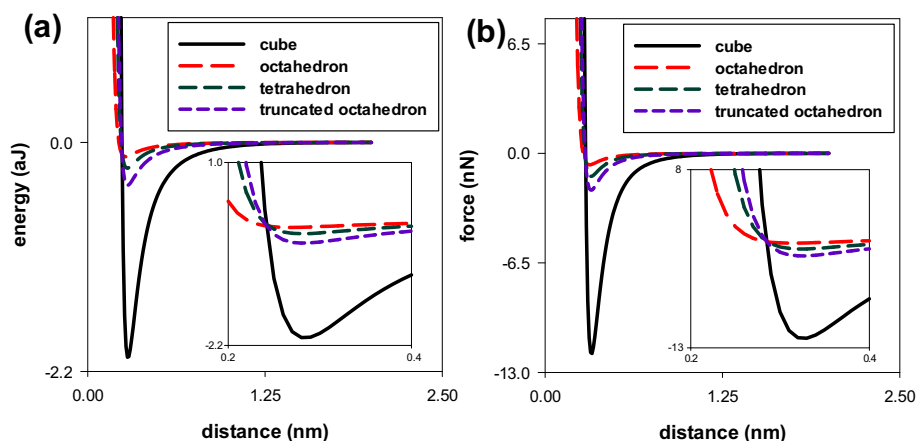 (a)
cube
octahedron
tetrahedron
truncated octahedron
energy (aJ)
0.0
-2.2
0.00
1.25
2.50
distance (nm)
1.0
-2.2
0.2
0.4
(b)
cube
octahedron
tetrahedron
truncated octahedron
force (nN)
6.5
0.0
-6.5
-13.0
0.00
1.25
2.50
distance (nm)
8
-13
0.2
0.4